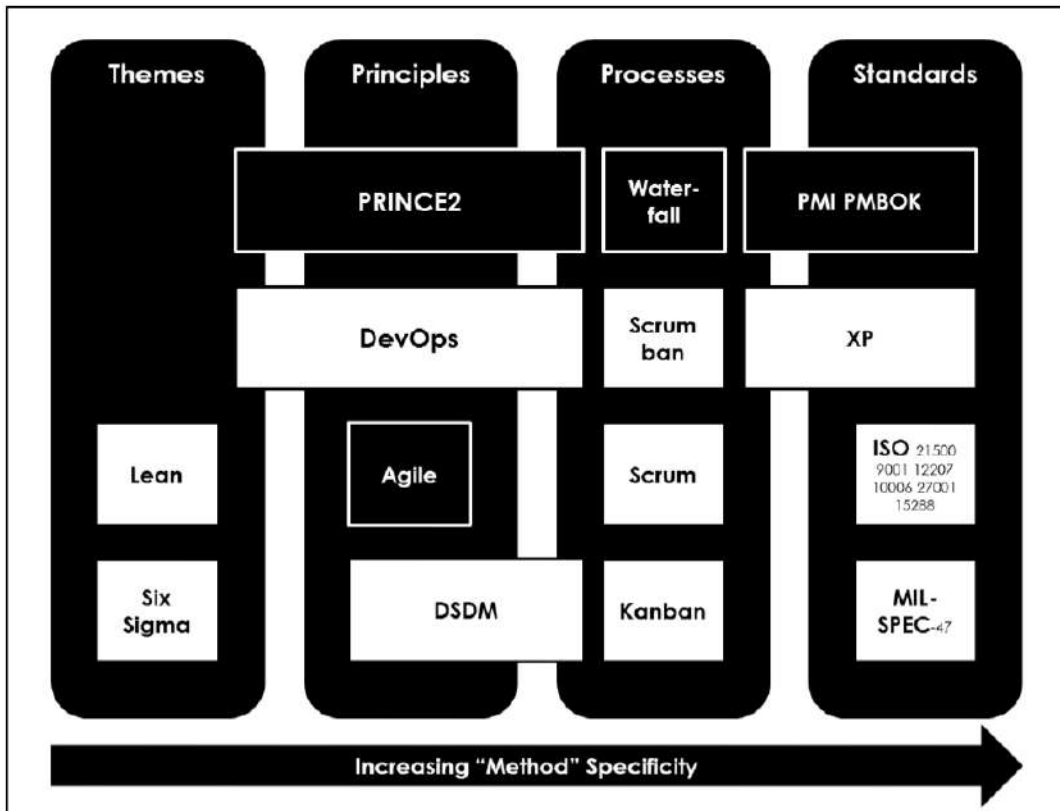 Themes
Principles
Processes
Standards
PRINCE2
Water-
fall
PMI PMBOK
DevOps
Scrum
ban
XP
Lean
Agile
Scrum
ISO 21500
9001 12207
10006 27001
15288
Six
Sigma
DSDM
Kanban
MIL-
SPEC-47
Increasing “Method” Specificity